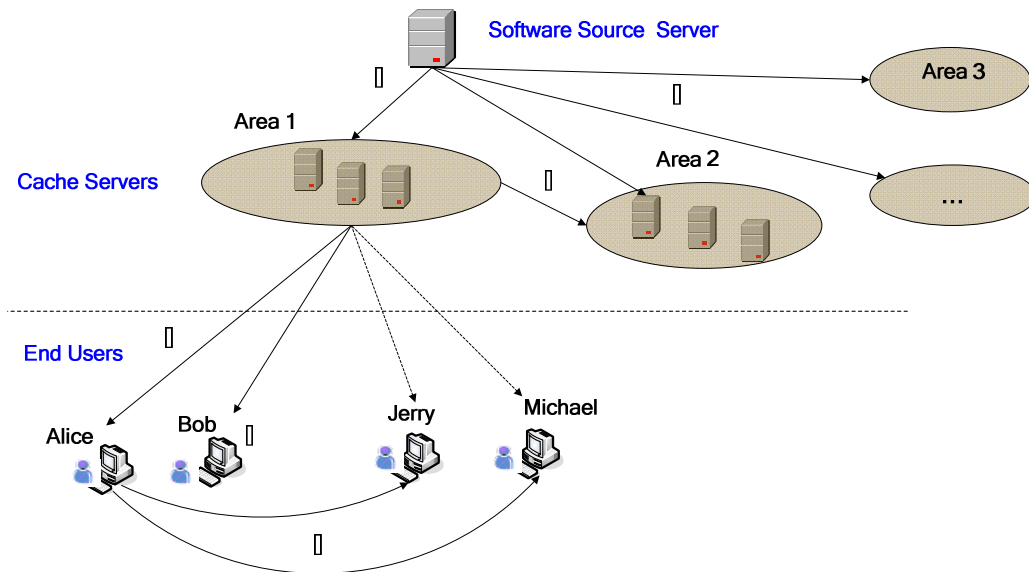 Software Source Server
Area 3
Area 1
Area 2
Cache Servers
...
End Users
Alice
Bob
Jerry
Michael